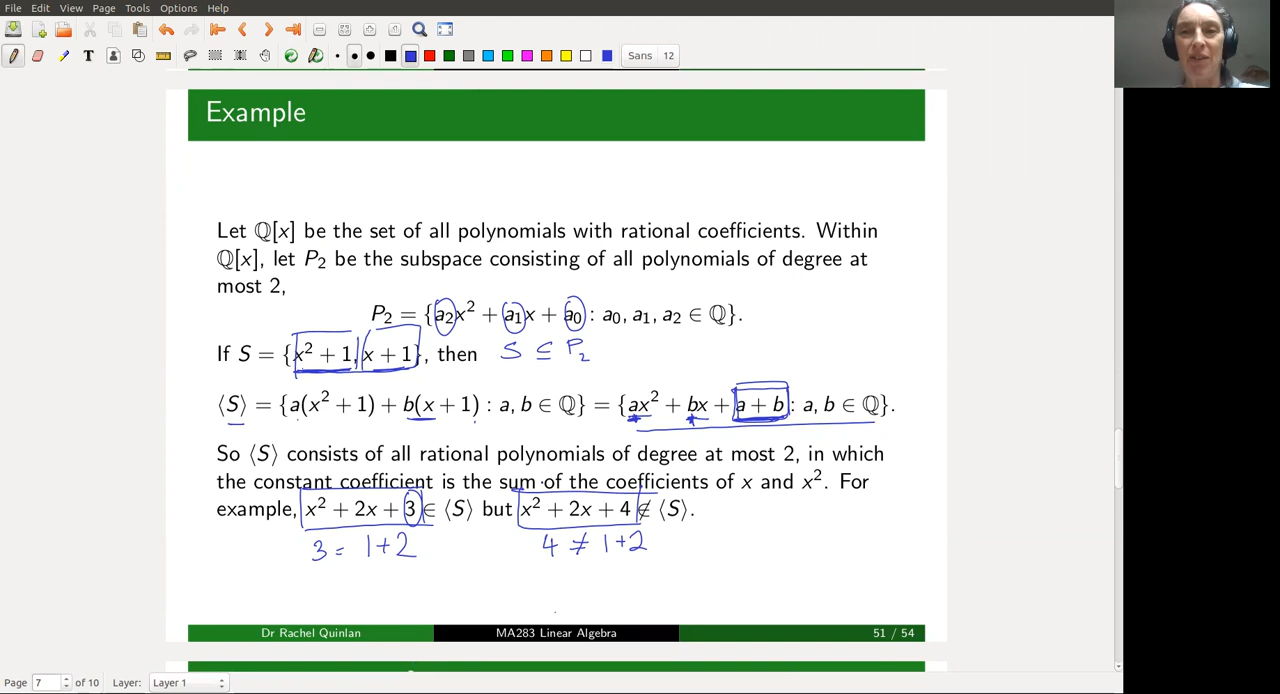 File Edit View Page Tools Options Help
T Sans 12
Example
Let ℚ[x] be the set of all polynomials with rational coefficients. Within
ℚ[x], let P₂ be the subspace consisting of all polynomials of degree at
most 2,
P₂ = {a₂x² + a₁x + a₀ : a₀, a₁, a₂ ∈ ℚ}.
If S = {x² + 1, x + 1}, then S ⊆ P₂
⟨S⟩ = {a(x² + 1) + b(x + 1) : a, b ∈ ℚ} = {ax² + bx + a + b : a, b ∈ ℚ}.
So ⟨S⟩ consists of all rational polynomials of degree at most 2, in which
the constant coefficient is the sum of the coefficients of x and x². For
example, x² + 2x + 3 ∈ ⟨S⟩ but x² + 2x + 4 ∉ ⟨S⟩.
3 = 1+2 4 ≠ 1+2
Dr Rachel Quinlan MA283 Linear Algebra 51 / 54
Page 7 of 10 Layer: Layer 1